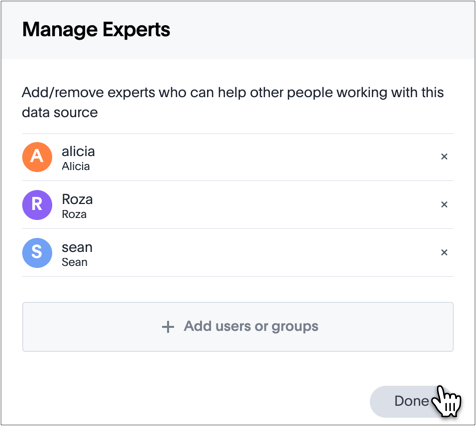 Manage Experts
Add/remove experts who can help other people working with this
data source
A alicia
Alicia
×
R Roza
Roza
×
S sean
Sean
×
+ Add users or groups
Done